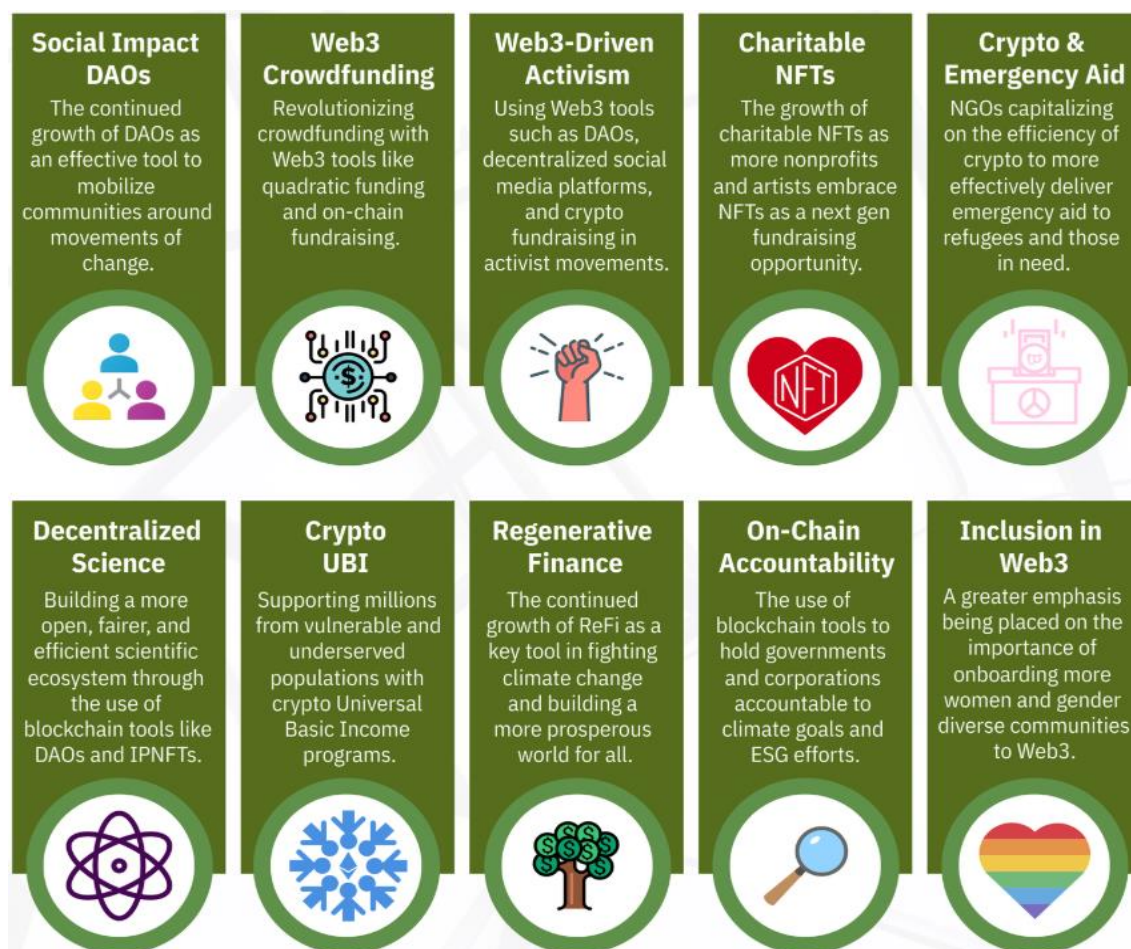 Social Impact
DAOs
The continued
growth of DAOs as
an effective tool to
mobilize
communities around
movements of
change.
Web3
Crowdfunding
Revolutionizing
crowdfunding with
Web3 tools like
quadratic funding
and on-chain
fundraising.
$
Web3-Driven
Activism
Using Web3 tools
such as DAOs,
decentralized social
media platforms,
and crypto
fundraising in
activist movements.
Charitable
NFTs
The growth of
charitable NFTs as
more nonprofits
and artists embrace
NFTs as a next gen
fundraising
opportunity.
NFT
Crypto &
Emergency Aid
NGOs capitalizing
on the efficiency of
crypto to more
effectively deliver
emergency aid to
refugees and those
in need.
Decentralized
Science
Building a more
open, fairer, and
efficient scientific
ecosystem through
the use of
blockchain tools like
DAOs and IPNFTs.
Crypto
UBI
Supporting millions
from vulnerable and
underserved
populations with
crypto Universal
Basic Income
programs.
Regenerative
Finance
The continued
growth of ReFi as a
key tool in fighting
climate change
and building a
more prosperous
world for all.
On-Chain
Accountability
The use of
blockchain tools to
hold governments
and corporations
accountable to
climate goals and
ESG efforts.
Inclusion in
Web3
A greater emphasis
being placed on the
importance of
onboarding more
women and gender
diverse communities
to Web3.